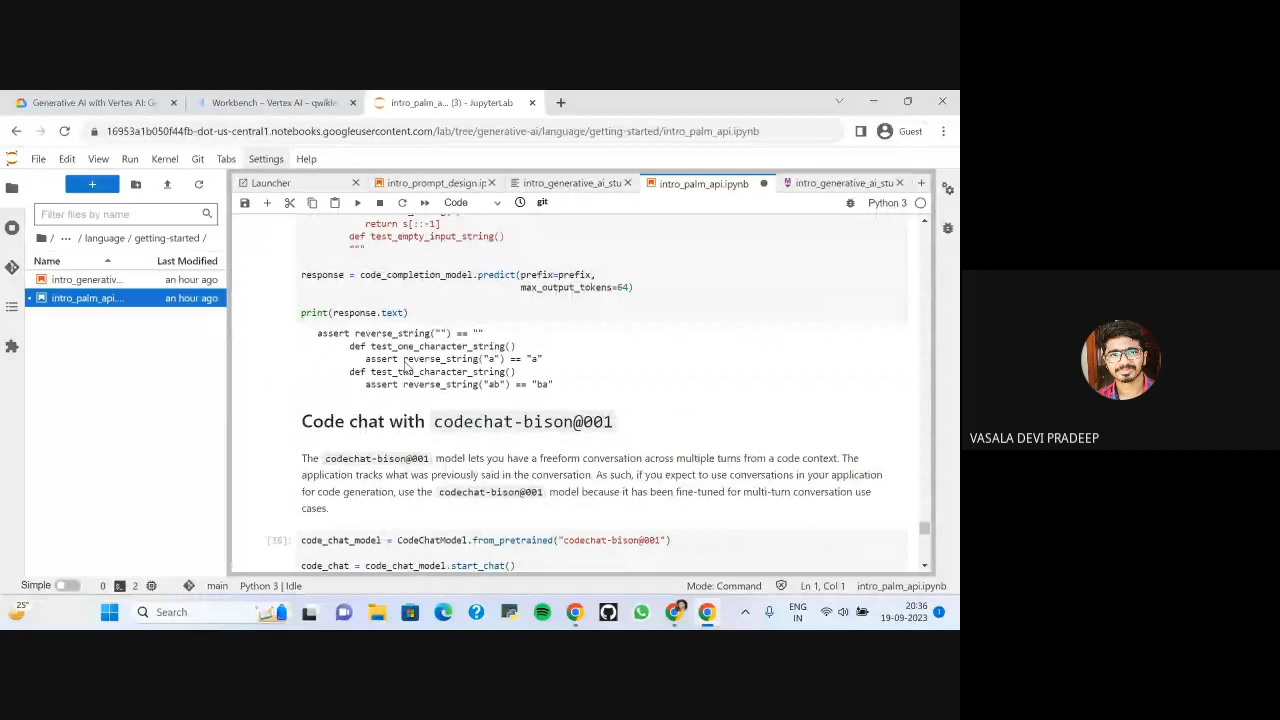 Generative AI with Vertex AI: Ge
Workbench – Vertex AI – qwikla
intro_palm_a... (3) - JupyterLab
16953a1b050f44fb-dot-us-central1.notebooks.googleusercontent.com/lab/tree/generative-ai/language/getting-started/intro_palm_api.ipynb
Guest
File Edit View Run Kernel Git Tabs Settings Help
Launcher
intro_prompt_design.ip
intro_generative_ai_stu
intro_palm_api.ipynb
intro_generative_ai_stu
Code
git
Python 3
Filter files by name
/ ... / language / getting-started /
Name Last Modified
intro_generativ... an hour ago
intro_palm_api.... an hour ago
return s[::-1]
def test_empty_input_string()
"""
response = code_completion_model.predict(prefix=prefix,
max_output_tokens=64)
print(response.text)
assert reverse_string("") == ""
def test_one_character_string()
assert reverse_string("a") == "a"
def test_two_character_string()
assert reverse_string("ab") == "ba"
Code chat with codechat-bison@001
The codechat-bison@001 model lets you have a freeform conversation across multiple turns from a code context. The
application tracks what was previously said in the conversation. As such, if you expect to use conversations in your application
for code generation, use the codechat-bison@001 model because it has been fine-tuned for multi-turn conversation use
cases.
code_chat_model = CodeChatModel.from_pretrained("codechat-bison@001")
code_chat = code_chat_model.start_chat()
Simple 0 2 main Python 3 | Idle
Mode: Command Ln 1, Col 1 intro_palm_api.ipynb
25°
Search
ENG
IN
20:36
19-09-2023
1
VASALA DEVI PRADEEP